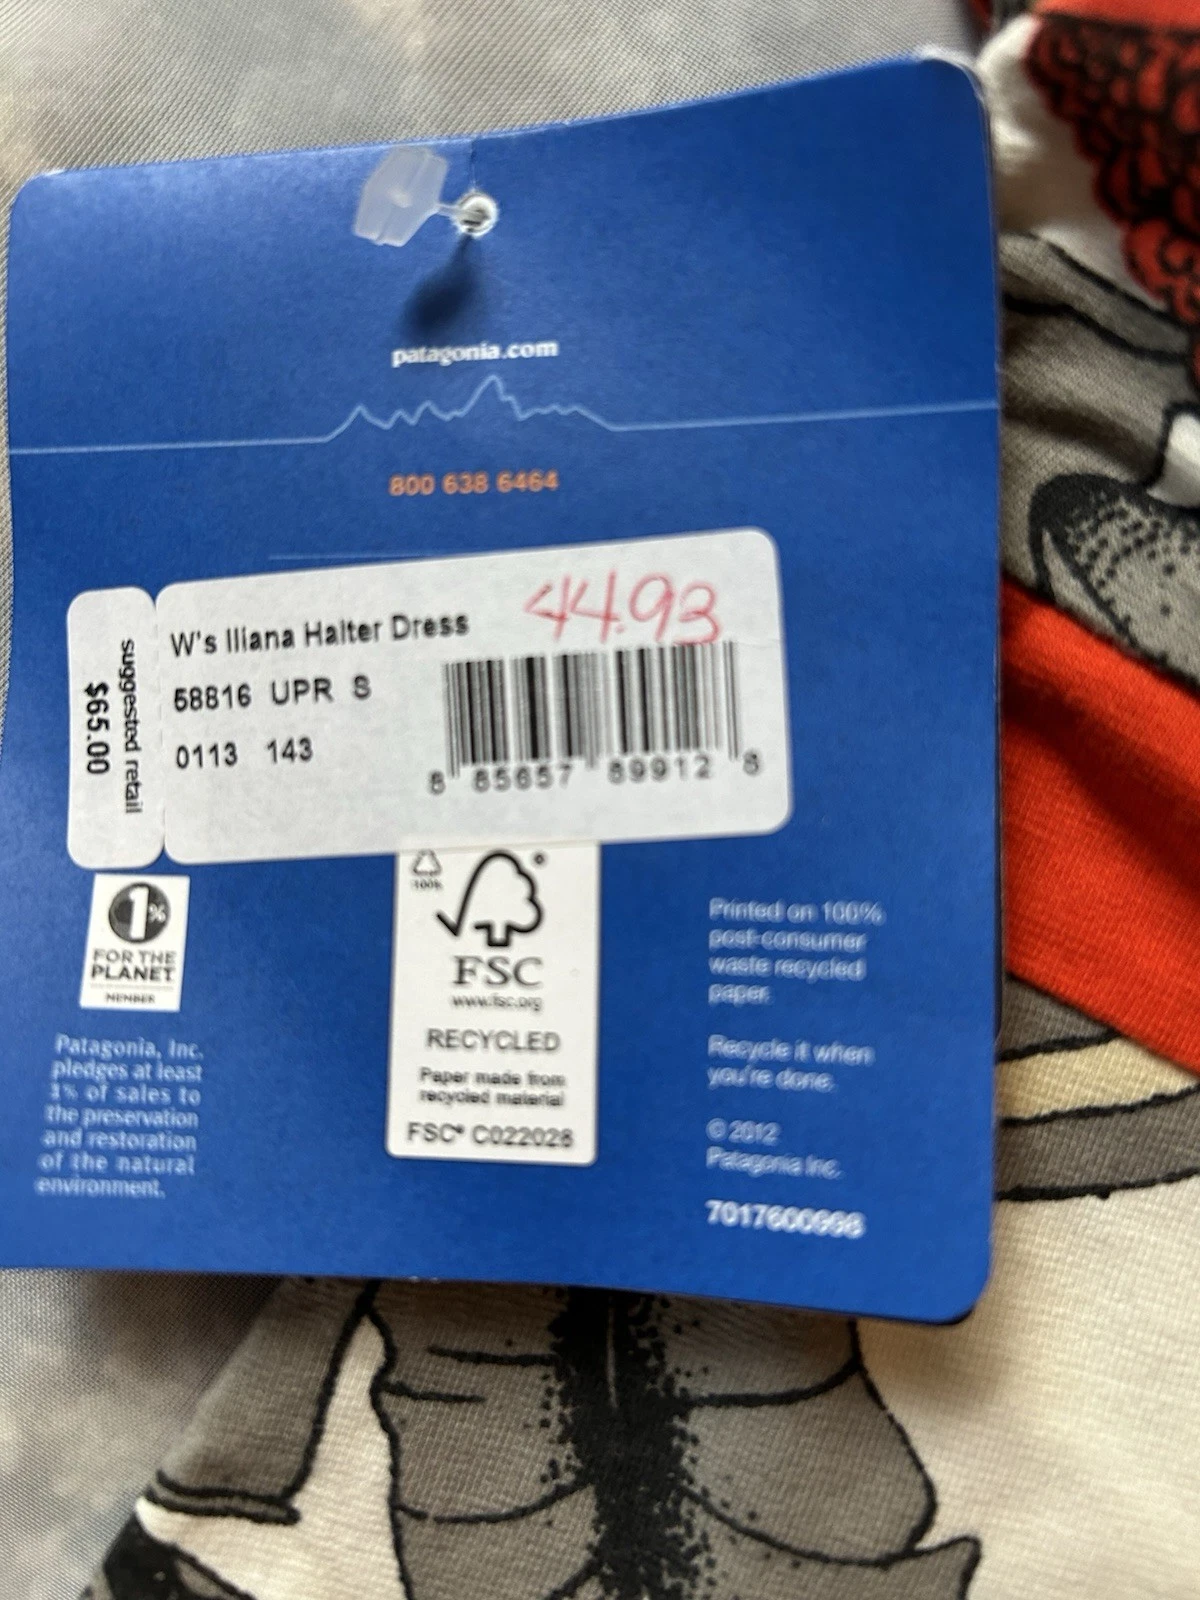 patagonia.com
800 638 6464
44.93
W's Iliana Halter Dress
58816 UPR S
0113 143
8 85657 89912 8
suggested retail
$65.00
1%
FOR THE
PLANET
MEMBER
Patagonia, Inc.
pledges at least
1% of sales to
the preservation
and restoration
of the natural
environment.
100%
FSC
www.fsc.org
RECYCLED
Paper made from
recycled material
FSC® C022028
Printed on 100%
post-consumer
waste recycled
paper.
Recycle it when
you're done.
© 2012
Patagonia Inc.